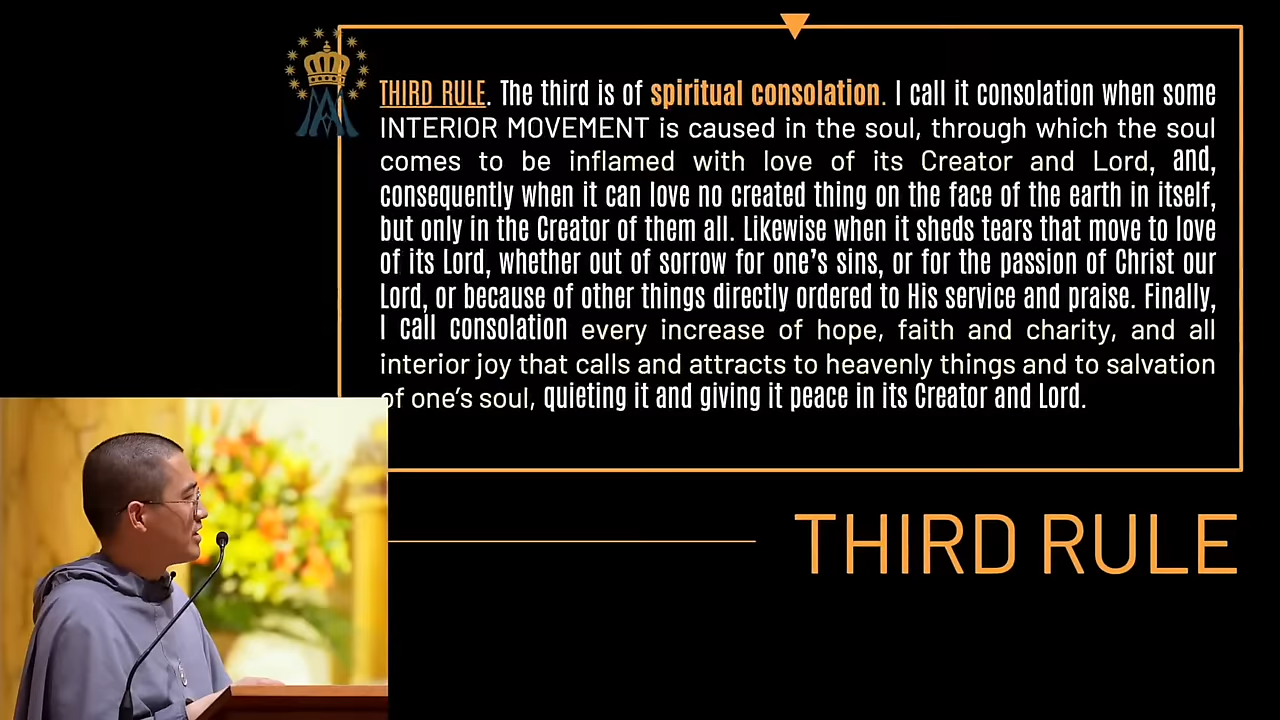 THIRD RULE. The third is of spiritual consolation. I call it consolation when some
INTERIOR MOVEMENT is caused in the soul, through which the soul
comes to be inflamed with love of its Creator and Lord, and,
consequently when it can love no created thing on the face of the earth in itself,
but only in the Creator of them all. Likewise when it sheds tears that move to love
of its Lord, whether out of sorrow for one’s sins, or for the passion of Christ our
Lord, or because of other things directly ordered to His service and praise. Finally,
I call consolation every increase of hope, faith and charity, and all
interior joy that calls and attracts to heavenly things and to salvation
of one’s soul, quieting it and giving it peace in its Creator and Lord.
THIRD RULE